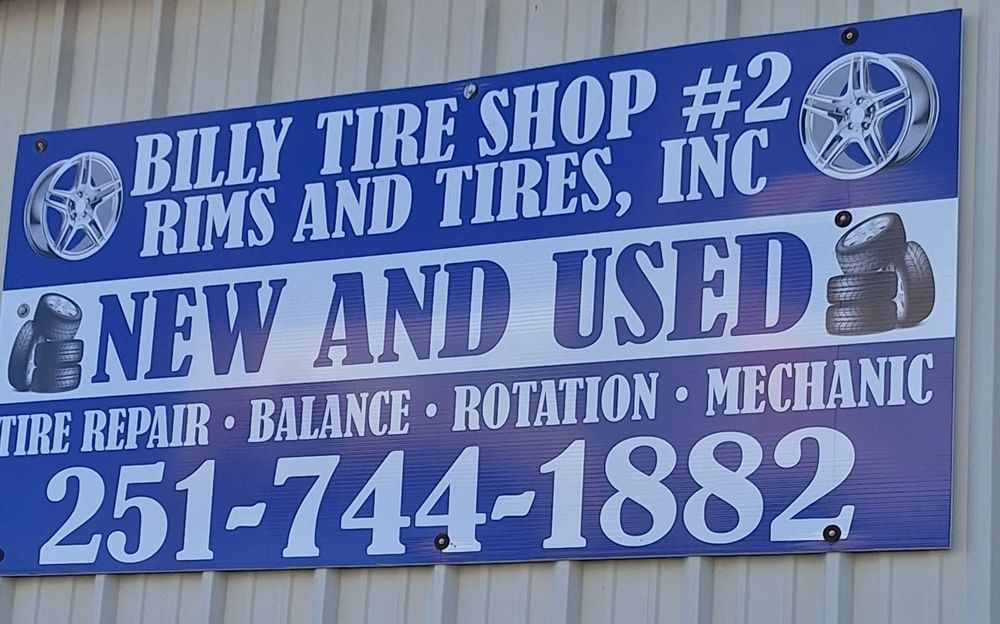 BILLY TIRE SHOP #2
RIMS AND TIRES, INC
NEW AND USED
TIRE REPAIR · BALANCE · ROTATION · MECHANIC
251-744-1882